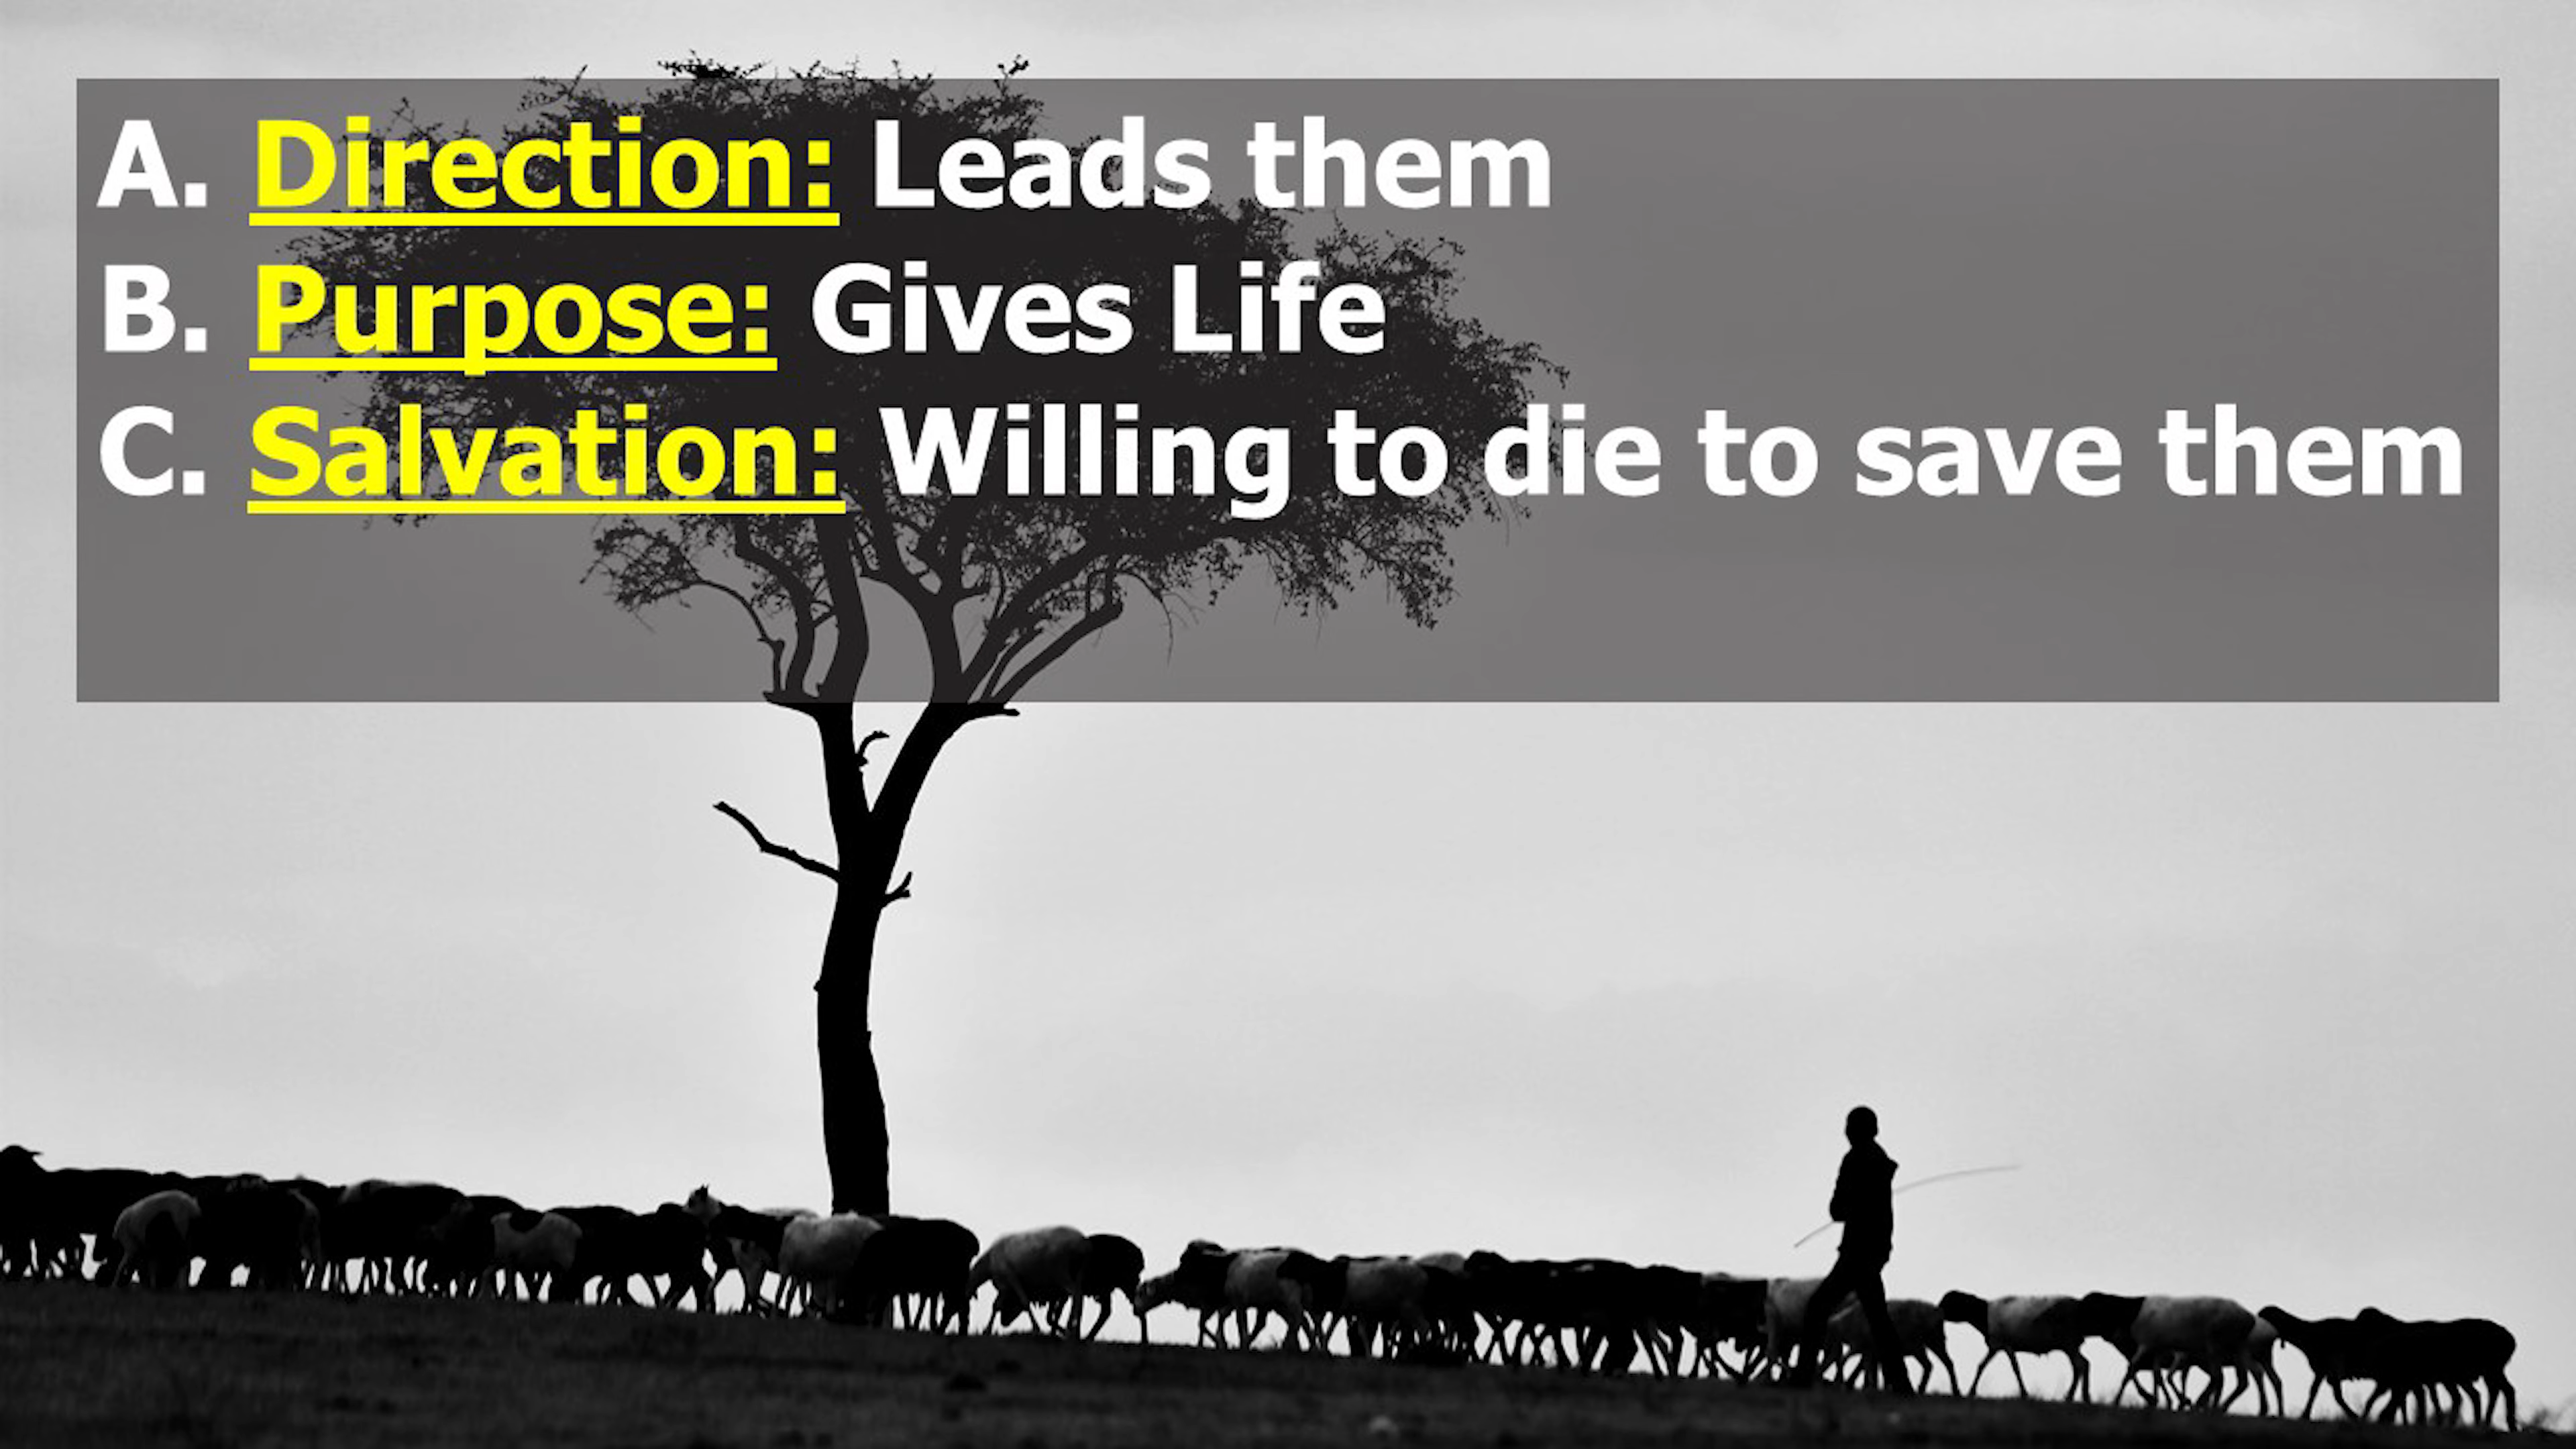 A. Direction: Leads them
B. Purpose: Gives Life
C. Salvation: Willing to die to save them